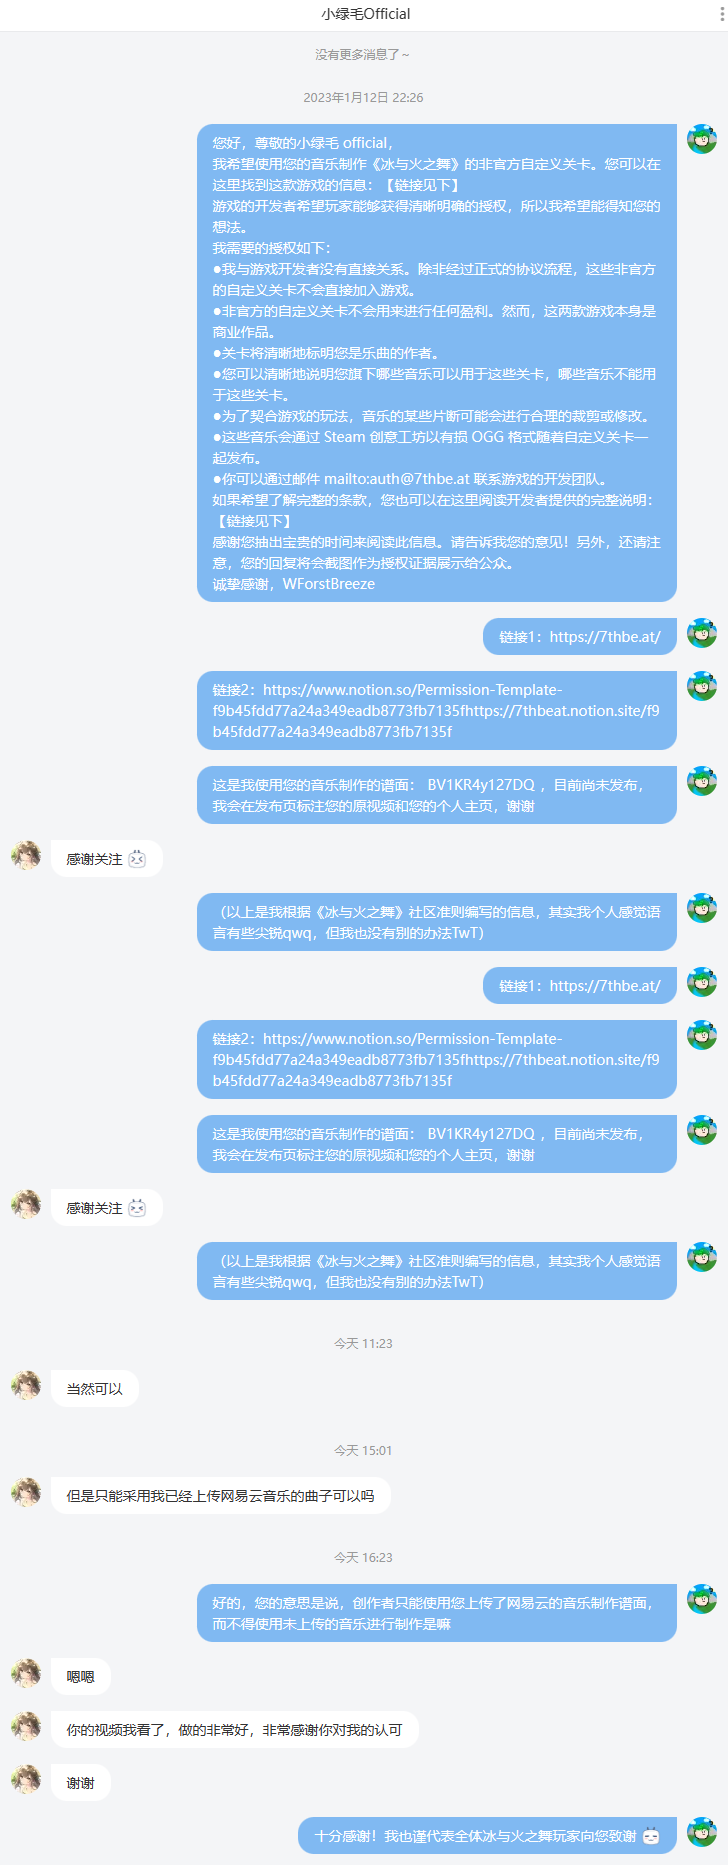 小绿毛Official
没有更多消息了～
2023年1月12日 22:26
您好，尊敬的小绿毛 official，
我希望使用您的音乐制作《冰与火之舞》的非官方自定义关卡。您可以在
这里找到这款游戏的信息：【链接见下】
游戏的开发者希望玩家能够获得清晰明确的授权，所以我希望能得知您的
想法。
我需要的授权如下：
●我与游戏开发者没有直接关系。除非经过正式的协议流程，这些非官方
的自定义关卡不会直接加入游戏。
●非官方的自定义关卡不会用来进行任何盈利。然而，这两款游戏本身是
商业作品。
●关卡将清晰地标明您是乐曲的作者。
●您可以清晰地说明您旗下哪些音乐可以用于这些关卡，哪些音乐不能用
于这些关卡。
●为了契合游戏的玩法，音乐的某些片断可能会进行合理的裁剪或修改。
●这些音乐会通过 Steam 创意工坊以有损 OGG 格式随着自定义关卡一
起发布。
●你可以通过邮件 mailto:auth@7thbe.at 联系游戏的开发团队。
如果希望了解完整的条款，您也可以在这里阅读开发者提供的完整说明：
【链接见下】
感谢您抽出宝贵的时间来阅读此信息。请告诉我您的意见！另外，还请注
意，您的回复将会截图作为授权证据展示给公众。
诚挚感谢，WForstBreeze
链接1：https://7thbe.at/
链接2：https://www.notion.so/Permission-Template-
f9b45fdd77a24a349eadb8773fb7135fhttps://7thbeat.notion.site/f9
b45fdd77a24a349eadb8773fb7135f
这是我使用您的音乐制作的谱面： BV1KR4y127DQ ，目前尚未发布，
我会在发布页标注您的原视频和您的个人主页，谢谢
感谢关注
（以上是我根据《冰与火之舞》社区准则编写的信息，其实我个人感觉语
言有些尖锐qwq，但我也没有别的办法TwT）
链接1：https://7thbe.at/
链接2：https://www.notion.so/Permission-Template-
f9b45fdd77a24a349eadb8773fb7135fhttps://7thbeat.notion.site/f9
b45fdd77a24a349eadb8773fb7135f
这是我使用您的音乐制作的谱面： BV1KR4y127DQ ，目前尚未发布，
我会在发布页标注您的原视频和您的个人主页，谢谢
感谢关注
（以上是我根据《冰与火之舞》社区准则编写的信息，其实我个人感觉语
言有些尖锐qwq，但我也没有别的办法TwT）
今天 11:23
当然可以
今天 15:01
但是只能采用我已经上传网易云音乐的曲子可以吗
今天 16:23
好的，您的意思是说，创作者只能使用您上传了网易云的音乐制作谱面，
而不得使用未上传的音乐进行制作是嘛
嗯嗯
你的视频我看了，做的非常好，非常感谢你对我的认可
谢谢
十分感谢！我也谨代表全体冰与火之舞玩家向您致谢